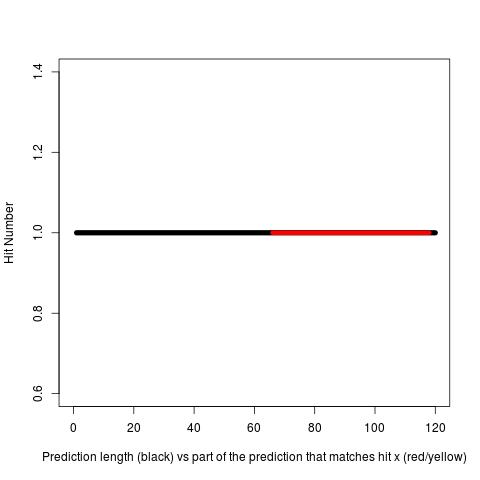 1.4
1.2
1.0
0.8
0.6
Hit Number
0 20 40 60 80 100 120
Prediction length (black) vs part of the prediction that matches hit x (red/yellow)